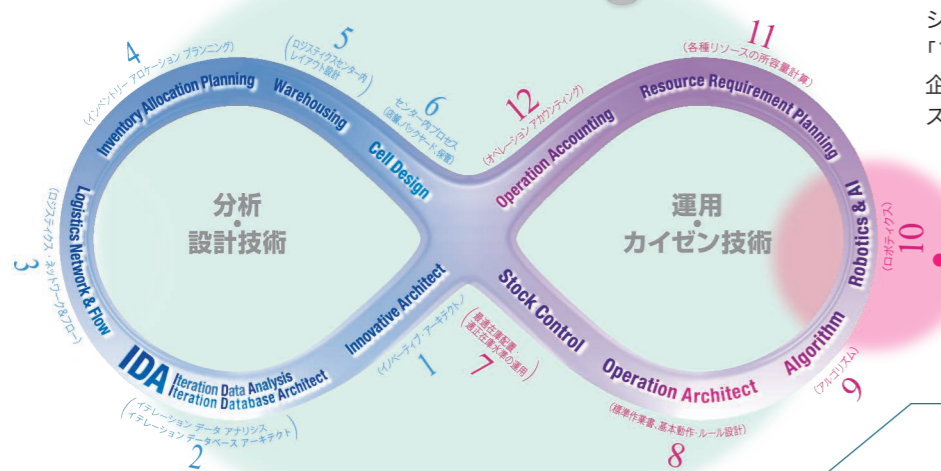 分析
・
設計技術
運用
・
カイゼン技術
1
Innovative Architect
(イノベーティブ・アーキテクト)
2
IDA Iteration Data Analysis
Iteration Database Architect
(イテレーション データ アナリシス
イテレーション データベース アーキテクト)
3
Logistics Network & Flow
(ロジスティクス・ネットワーク&フロー)
4
Inventory Allocation Planning
(インベントリー アロケーション プランニング)
5
Warehousing
(ロジスティクスセンター内
レイアウト設計)
6
Cell Design
センター内プロセス
(店舗、バックヤード、保管)
7
Stock Control
(最適在庫配置、
適正在庫水準の運用)
8
Operation Architect
(標準作業書、基本動作・ルール設計)
9
Algorithm
(アルゴリズム)
10
Robotics & AI
(ロボティクス)
11
Resource Requirement Planning
(各種リソースの所容量計算)
12
Operation Accounting
(オペレーション アカウンティング)
シ
企
ス